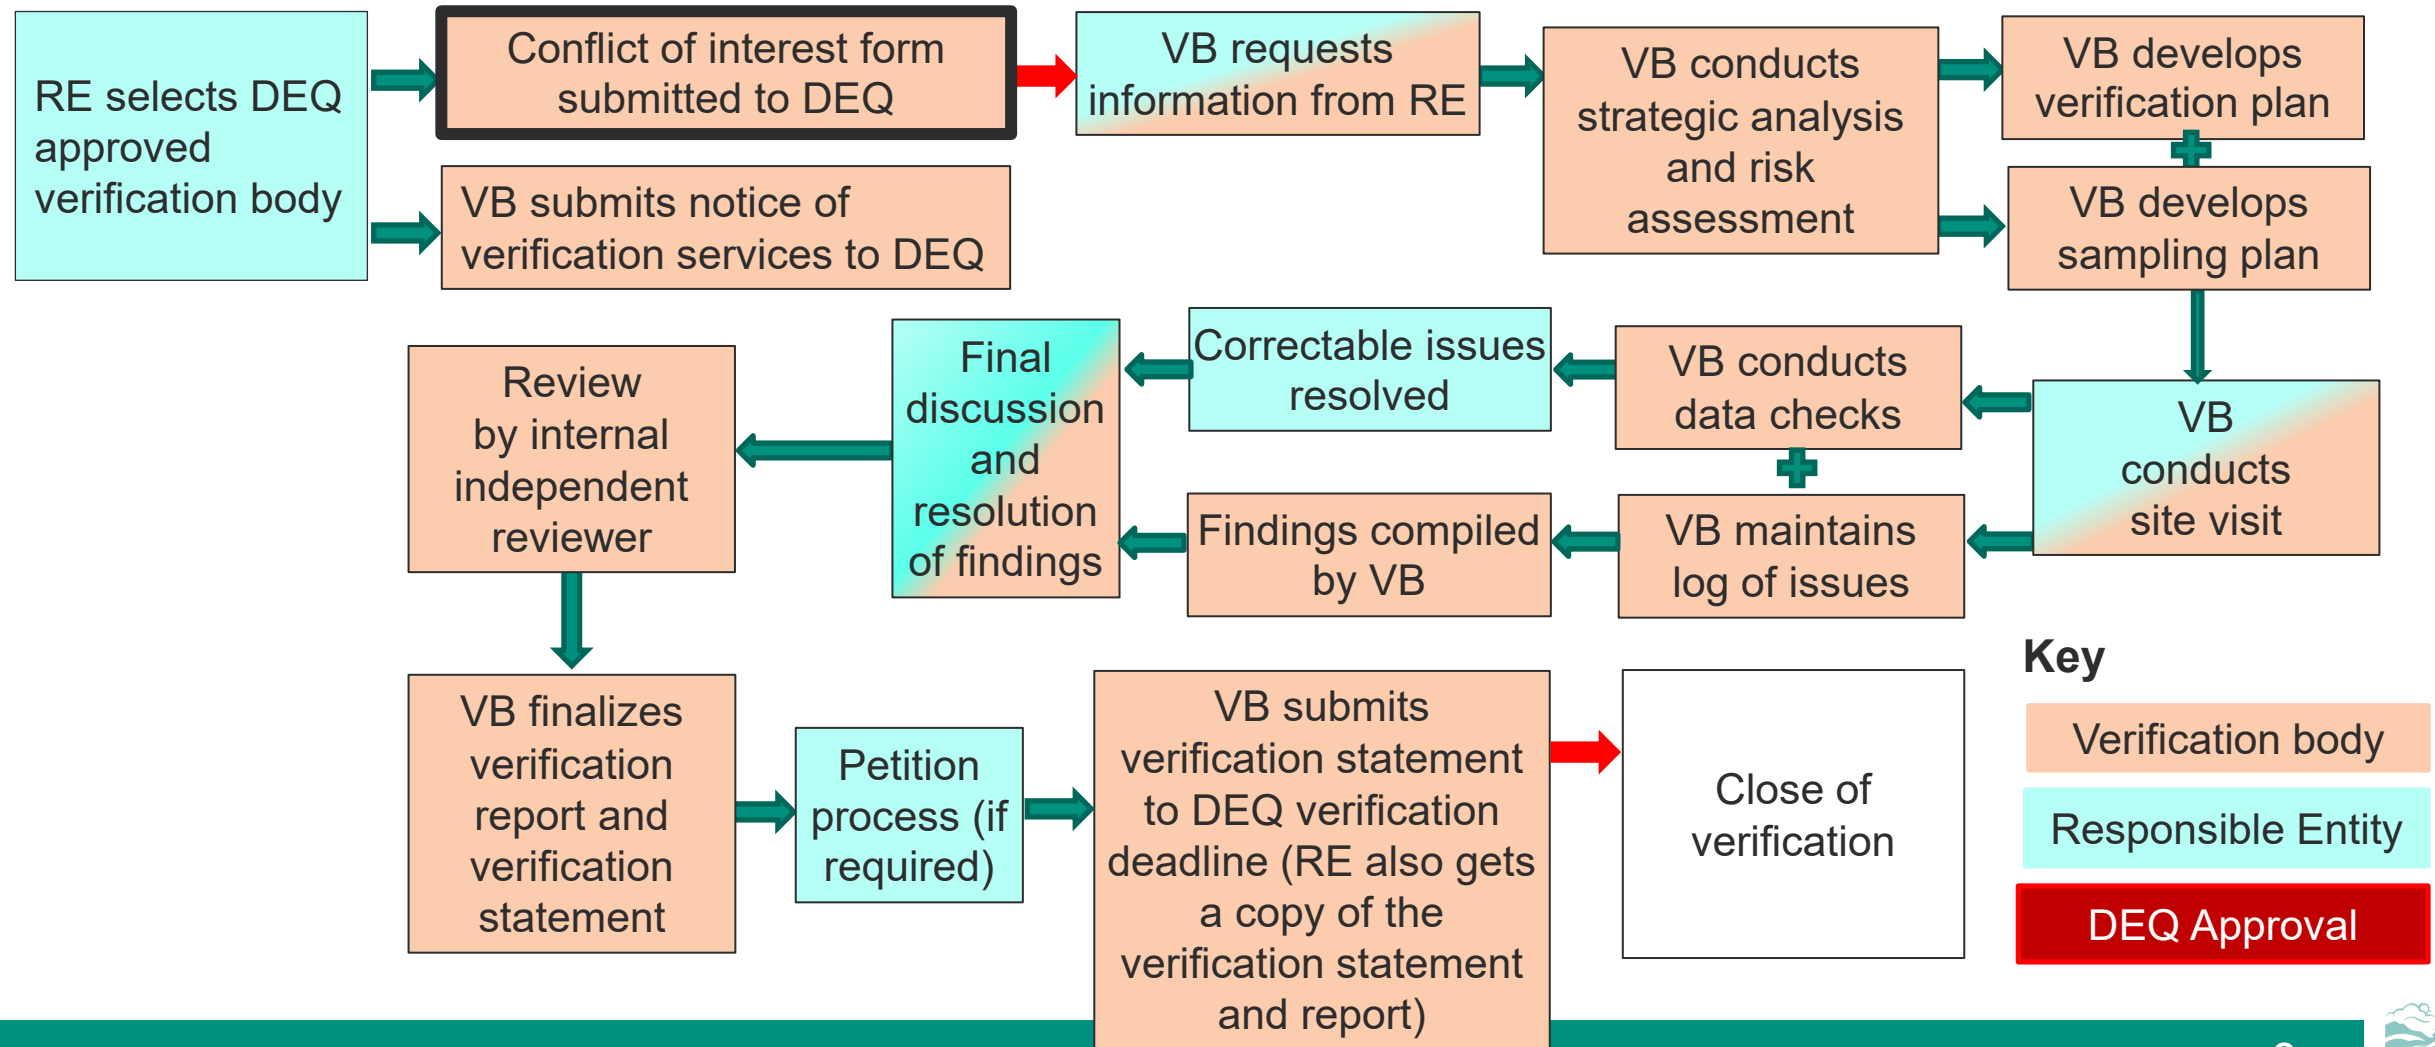 RE selects DEQ
approved
verification body
Conflict of interest form
submitted to DEQ
VB submits notice of
verification services to DEQ
VB requests
information from RE
VB conducts
strategic analysis
and risk
assessment
VB develops
verification plan
VB develops
sampling plan
VB
conducts
site visit
VB conducts
data checks
VB maintains
log of issues
Correctable issues
resolved
Findings compiled
by VB
Final
discussion
and
resolution
of findings
Review
by internal
independent
reviewer
VB finalizes
verification
report and
verification
statement
Petition
process (if
required)
VB submits
verification statement
to DEQ verification
deadline (RE also gets
a copy of the
verification statement
and report)
Close of
verification
Key
Verification body
Responsible Entity
DEQ Approval